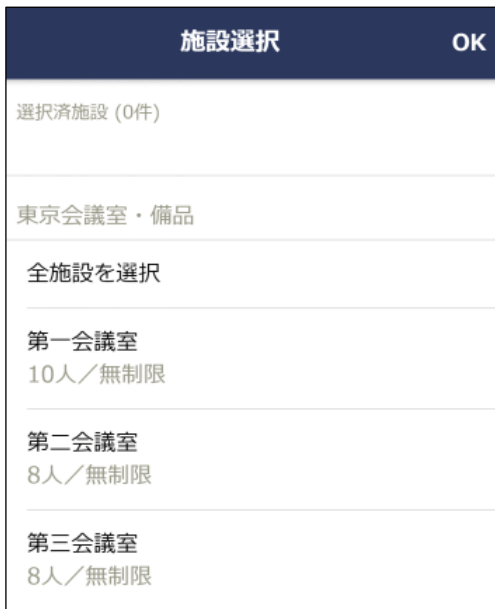 施設選択
OK
選択済施設 (0件)
東京会議室・備品
全施設を選択
第一会議室
10人／無制限
第二会議室
8人／無制限
第三会議室
8人／無制限